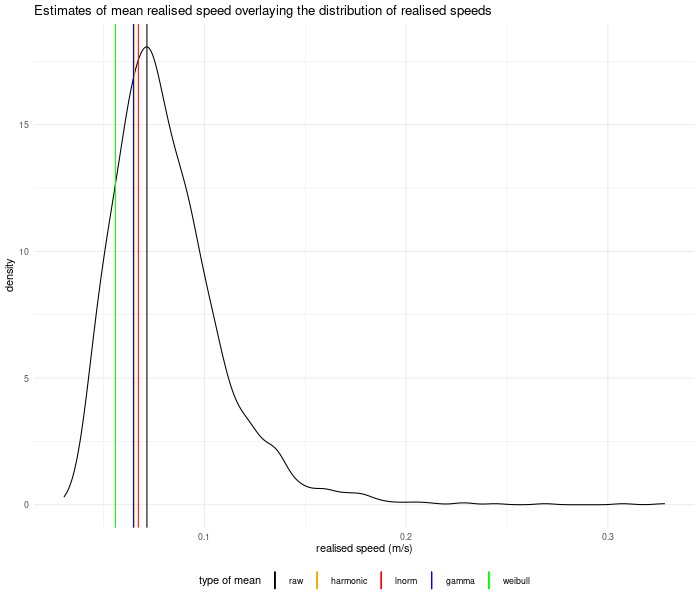 Estimates of mean realised speed overlaying the distribution of realised speeds
15
10
5
0
density
0.1 0.2 0.3
realised speed (m/s)
type of mean raw harmonic lnorm gamma weibull